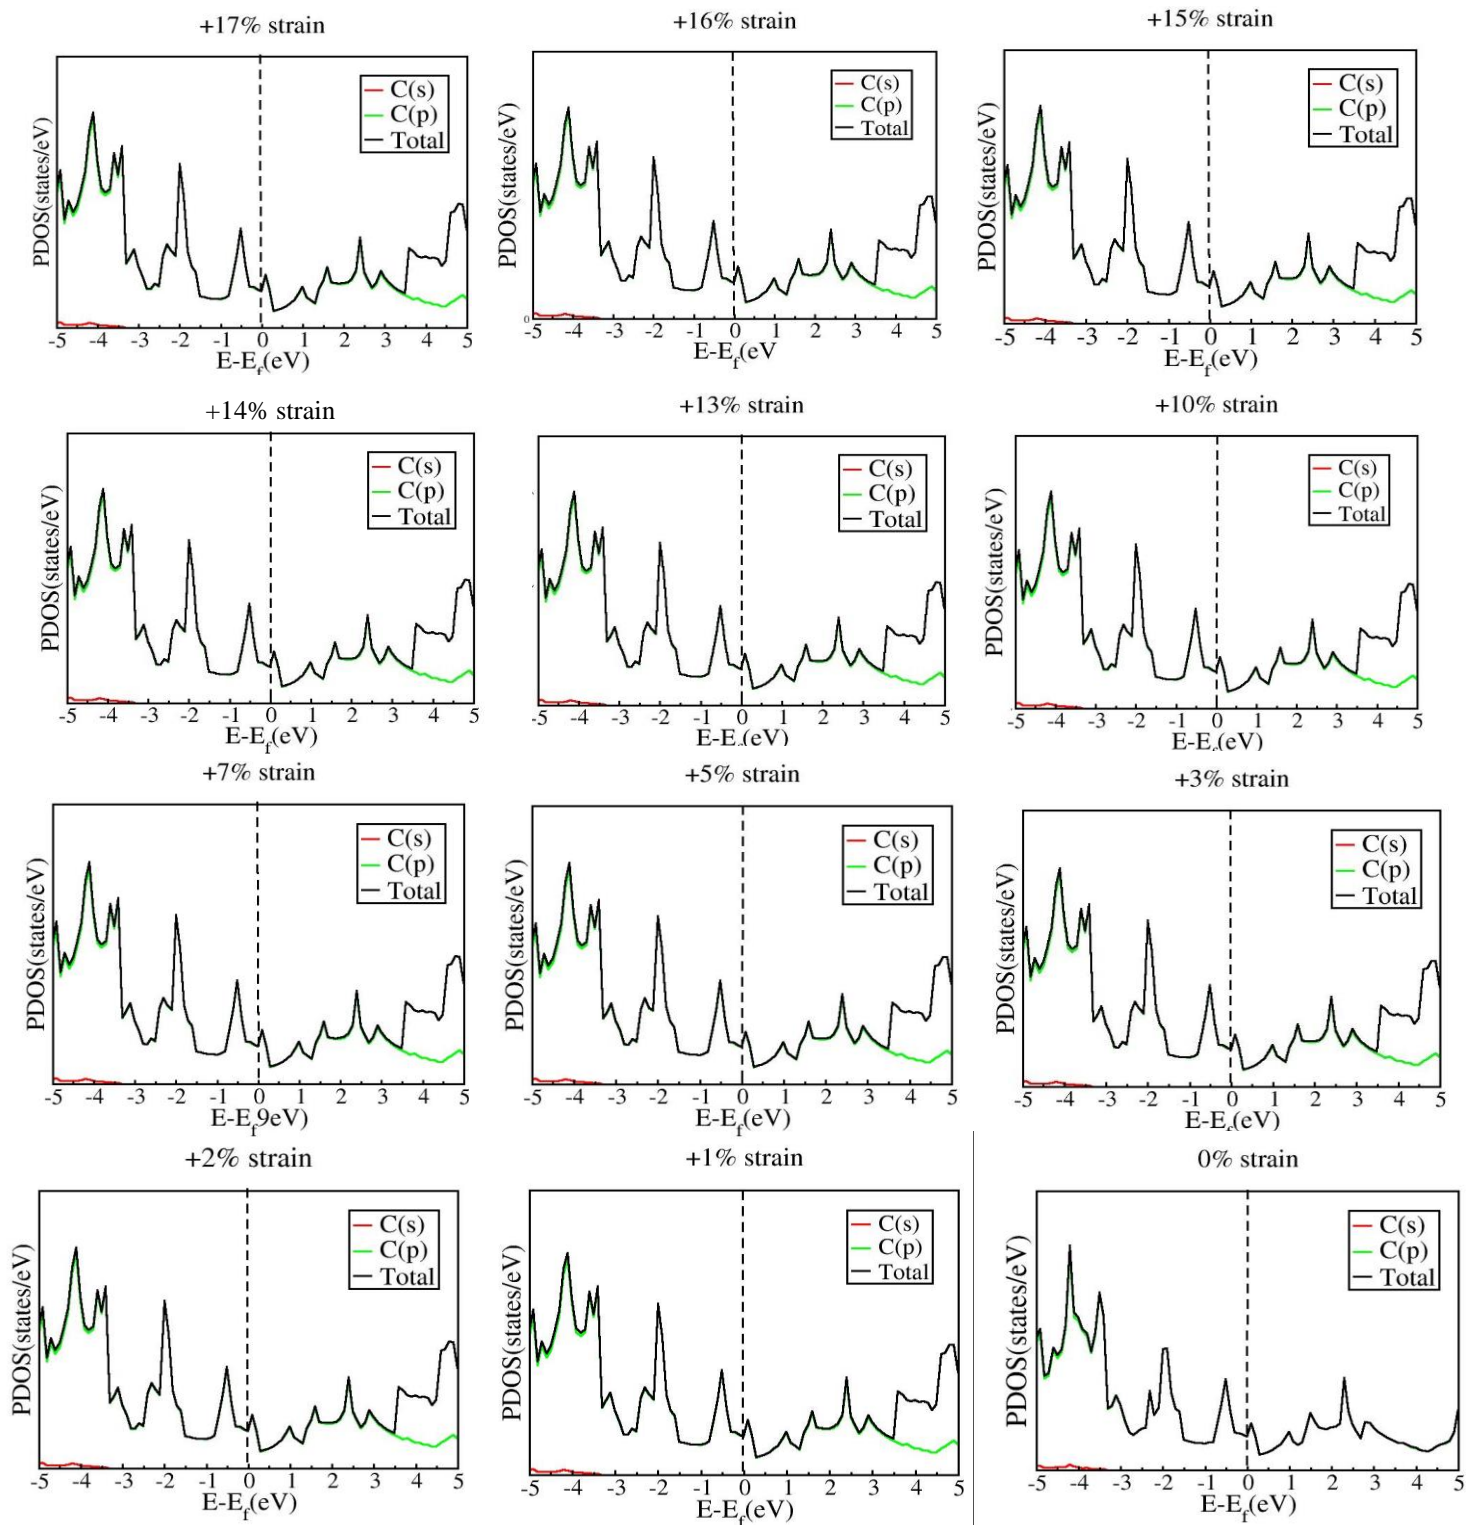 +17% strain
PDOS(states/eV)
C(s)
C(p)
Total
-5 -4 -3 -2 -1 0 1 2 3 4 5
E-Ef(eV)
+16% strain
PDOS(states/eV)
C(s)
C(p)
Total
0
-5 -4 -3 -2 -1 0 1 2 3 4 5
E-Ef(eV
+15% strain
PDOS(states/eV)
C(s)
C(p)
Total
-5 -4 -3 -2 -1 0 1 2 3 4 5
E-Ef(eV)
+14% strain
PDOS(states/eV)
C(s)
C(p)
Total
-5 -4 -3 -2 -1 0 1 2 3 4 5
E-Ef(eV)
+13% strain
PDOS(states/eV)
C(s)
C(p)
Total
-5 -4 -3 -2 -1 0 1 2 3 4 5
E-Ef(eV)
+10% strain
PDOS(states/eV)
C(s)
C(p)
Total
-5 -4 -3 -2 -1 0 1 2 3 4 5
E-Ef(eV)
+7% strain
PDOS(states/eV)
C(s)
C(p)
Total
-5 -4 -3 -2 -1 0 1 2 3 4 5
E-Ef9eV)
+5% strain
PDOS(states/eV)
C(s)
C(p)
Total
-5 -4 -3 -2 -1 0 1 2 3 4 5
E-Ef(eV)
+3% strain
PDOS(states/eV)
C(s)
C(p)
Total
-5 -4 -3 -2 -1 0 1 2 3 4 5
E-Ef(eV)
+2% strain
PDOS(states/eV)
C(s)
C(p)
Total
-5 -4 -3 -2 -1 0 1 2 3 4 5
E-Ef(eV)
+1% strain
PDOS(states/eV)
C(s)
C(p)
Total
-5 -4 -3 -2 -1 0 1 2 3 4 5
E-Ef(eV)
0% strain
PDOS(states/eV)
C(s)
C(p)
Total
-5 -4 -3 -2 -1 0 1 2 3 4 5
E-Ef(eV)